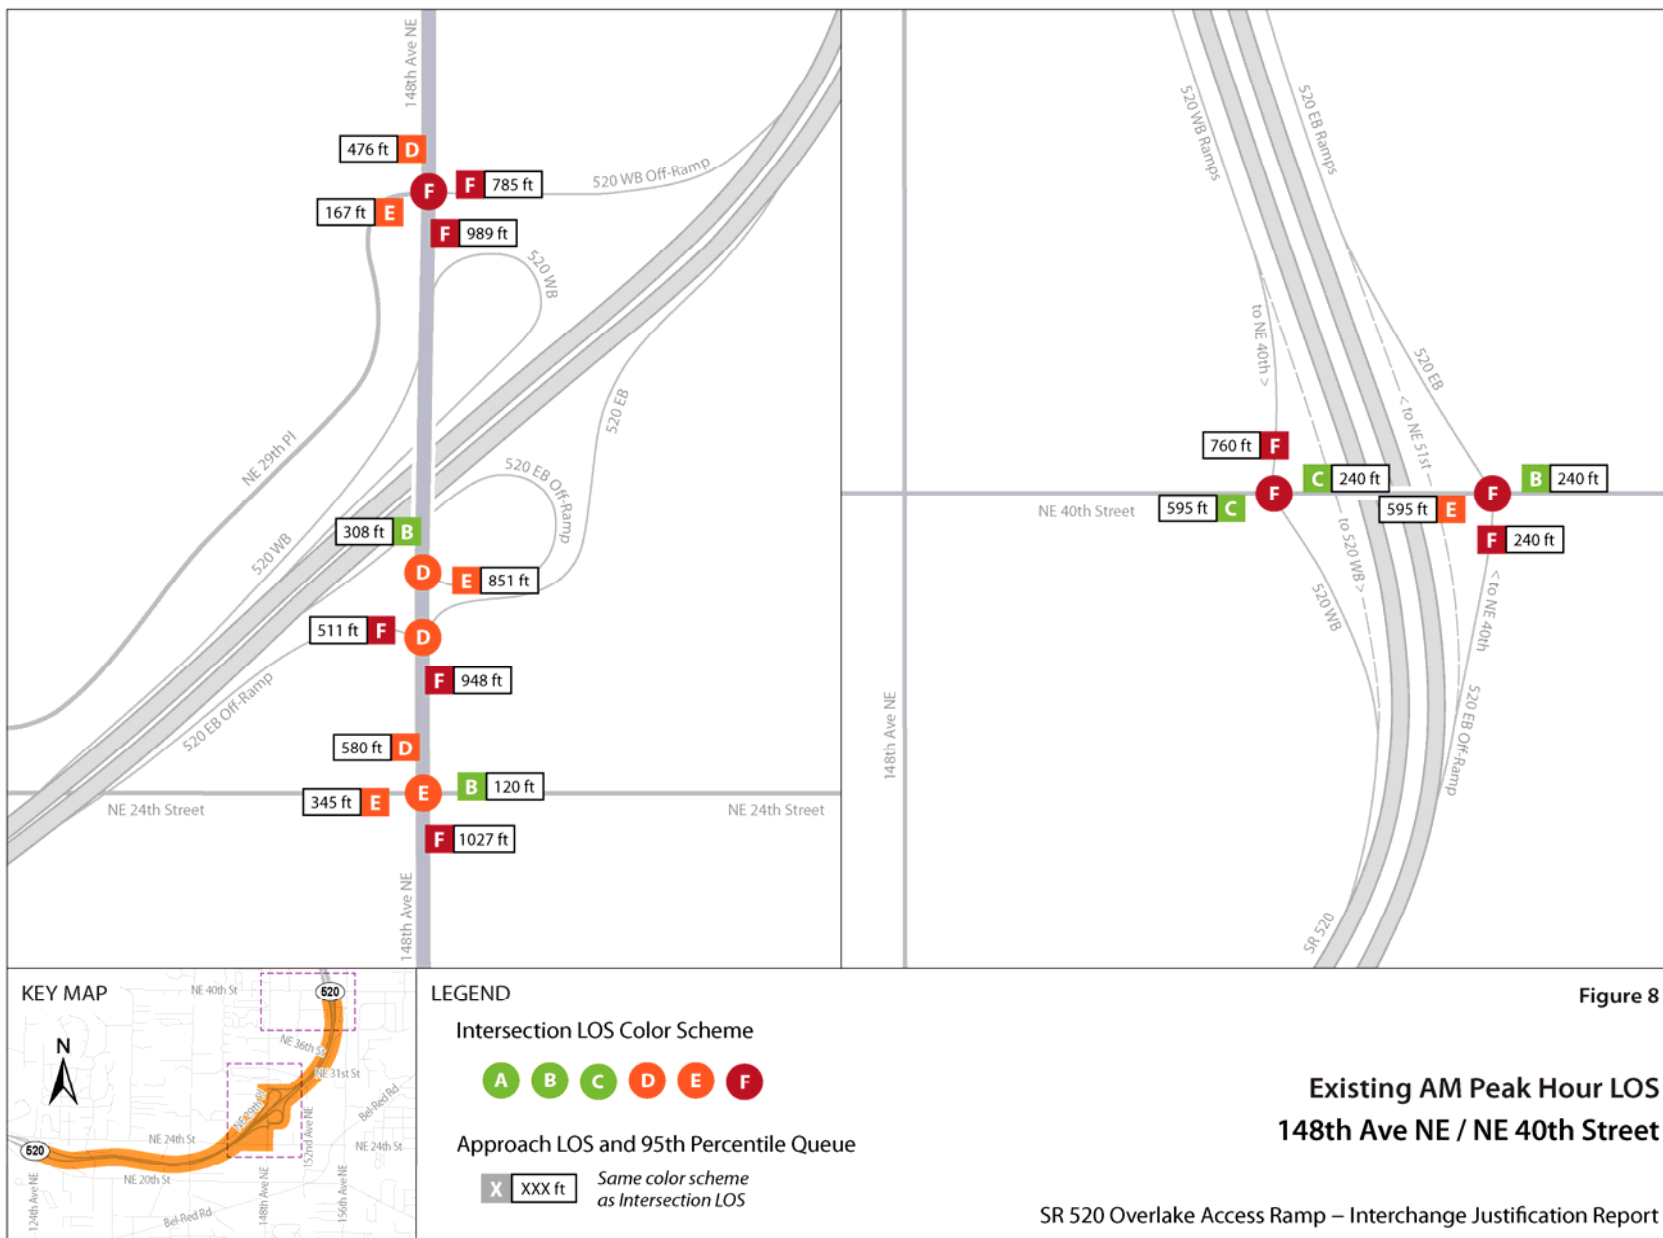 148th Ave NE
476 ft D
F
F 785 ft
520 WB Off-Ramp
167 ft E
F 989 ft
520 WB
NE 29th Pl
520 EB
520 EB Off-Ramp
308 ft B
520 WB
D
E 851 ft
511 ft F
D
F 948 ft
520 EB Off-Ramp
580 ft D
E
B 120 ft
345 ft E
NE 24th Street
NE 24th Street
F 1027 ft
148th Ave NE
520 WB Ramps
520 EB Ramps
to NE 40th >
520 EB
< to NE 51st
760 ft F
F
C 240 ft
595 ft C
NE 40th Street
595 ft E
F
B 240 ft
F 240 ft
to 520 WB >
520 WB
< to NE 40th
148th Ave NE
520 EB Off-Ramp
SR 520
KEY MAP
N
NE 40th St
520
NE 36th St
NE 31st St
NE 29th Pl
Bel-Red Rd
NE 24th St
152nd Ave NE
NE 24th St
520
NE 20th St
124th Ave NE
148th Ave NE
156th Ave NE
Bel-Red Rd
LEGEND
Intersection LOS Color Scheme
A B C D E F
Approach LOS and 95th Percentile Queue
X XXX ft
Same color scheme
as Intersection LOS
Figure 8
Existing AM Peak Hour LOS
148th Ave NE / NE 40th Street
SR 520 Overlake Access Ramp – Interchange Justification Report